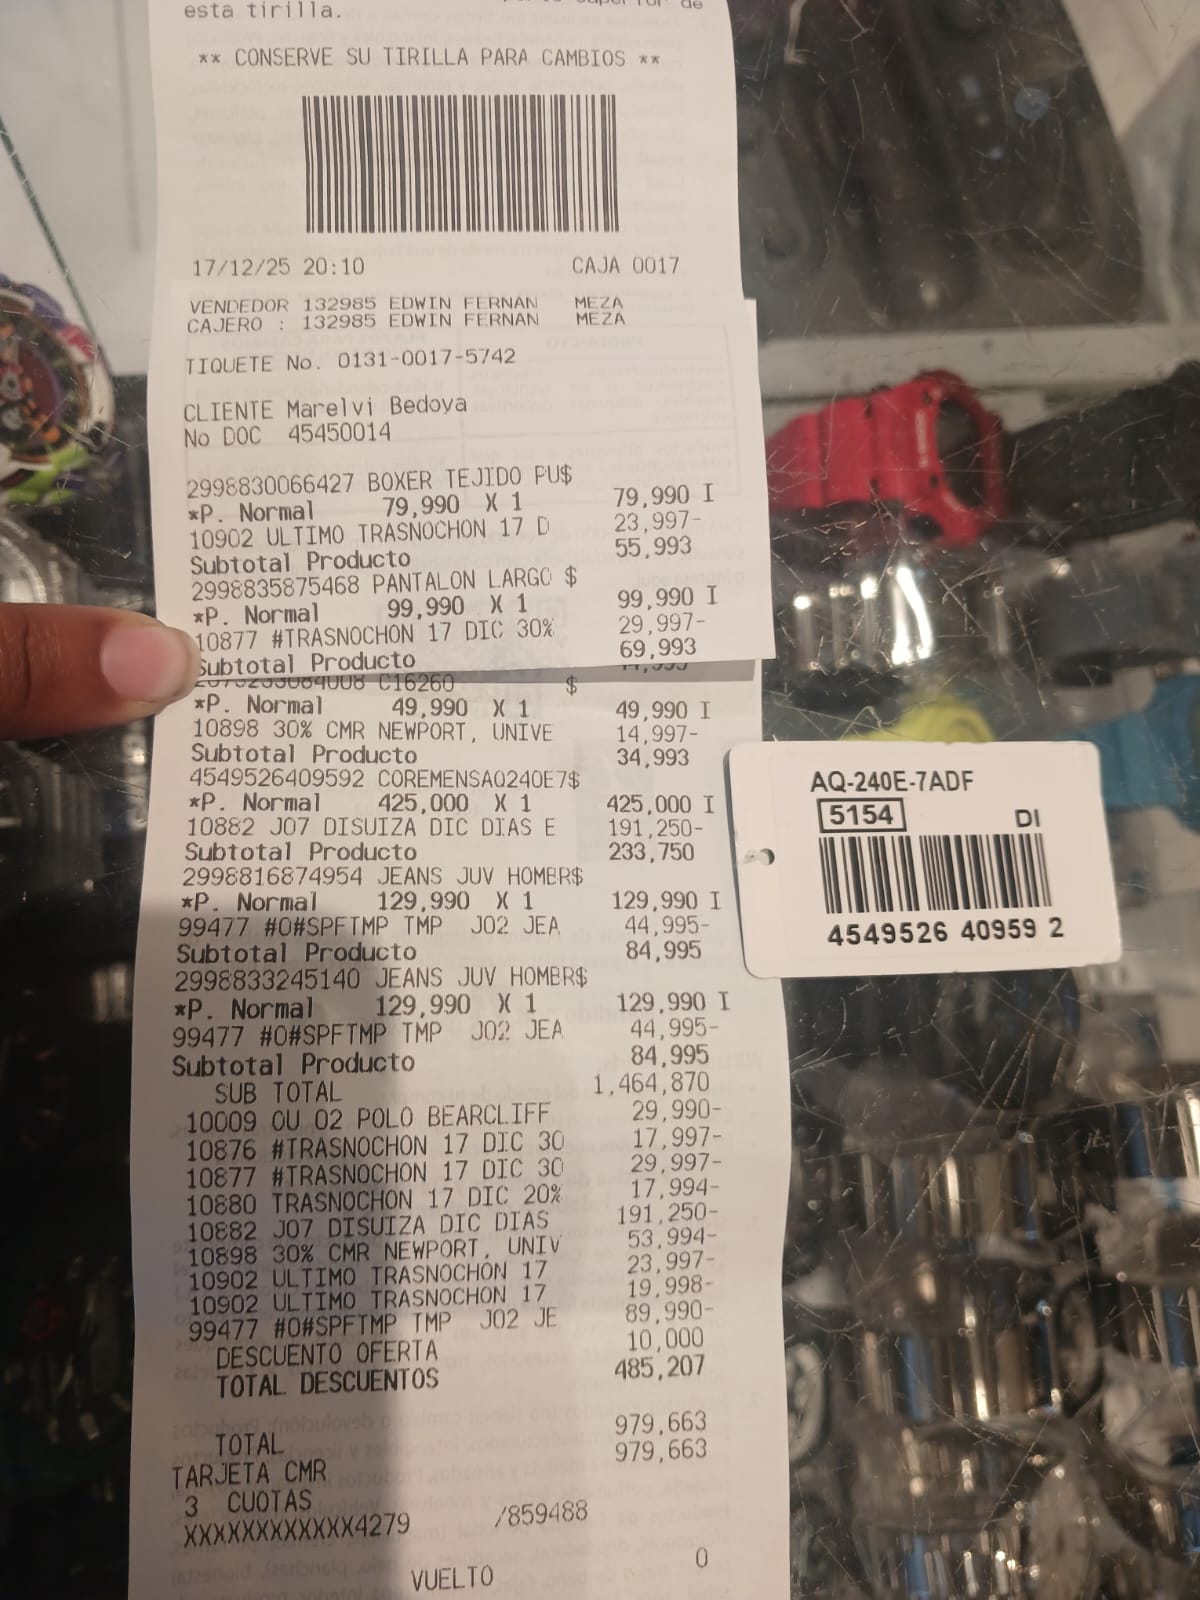 esta tirilla.
** CONSERVE SU TIRILLA PARA CAMBIOS **
17/12/25 20:10 CAJA 0017
VENDEDOR 132985 EDWIN FERNAN MEZA
CAJERO : 132985 EDWIN FERNAN MEZA
TIQUETE No. 0131-0017-5742
CLIENTE Marelvi Bedoya
No DOC 45450014
2998830066427 BOXER TEJIDO PU$
*P. Normal 79,990 X 1 79,990 I
10902 ULTIMO TRASNOCHON 17 D 23,997-
Subtotal Producto 55,993
2998835875468 PANTALON LARGO $
*P. Normal 99,990 X 1 99,990 I
10877 #TRASNOCHON 17 DIC 30% 29,997-
Subtotal Producto 69,993
C16260 $
*P. Normal 49,990 X 1 49,990 I
10898 30% CMR NEWPORT, UNIVE 14,997-
Subtotal Producto 34,993
4549526409592 COREMENSAQ240E7$
*P. Normal 425,000 X 1 425,000 I
10882 J07 DISUIZA DIC DIAS E 191,250-
Subtotal Producto 233,750
2998816874954 JEANS JUV HOMBR$
*P. Normal 129,990 X 1 129,990 I
99477 #O#SPFTMP TMP J02 JEA 44,995-
Subtotal Producto 84,995
2998833245140 JEANS JUV HOMBR$
*P. Normal 129,990 X 1 129,990 I
99477 #O#SPFTMP TMP J02 JEA 44,995-
Subtotal Producto 84,995
SUB TOTAL 1,464,870
10009 OU 02 POLO BEARCLIFF 29,990-
10876 #TRASNOCHON 17 DIC 30 17,997-
10877 #TRASNOCHON 17 DIC 30 29,997-
10880 TRASNOCHON 17 DIC 20% 17,994-
10882 J07 DISUIZA DIC DIAS 191,250-
10898 30% CMR NEWPORT, UNIV 53,994-
10902 ULTIMO TRASNOCHON 17 23,997-
10902 ULTIMO TRASNOCHON 17 19,998-
99477 #O#SPFTMP TMP J02 JE 89,990-
DESCUENTO OFERTA 10,000
TOTAL DESCUENTOS 485,207
TOTAL 979,663
TARJETA CMR 979,663
3 CUOTAS
XXXXXXXXXXXX4279 /859488
VUELTO 0
AQ-240E-7ADF
5154 DI
4549526 40959 2